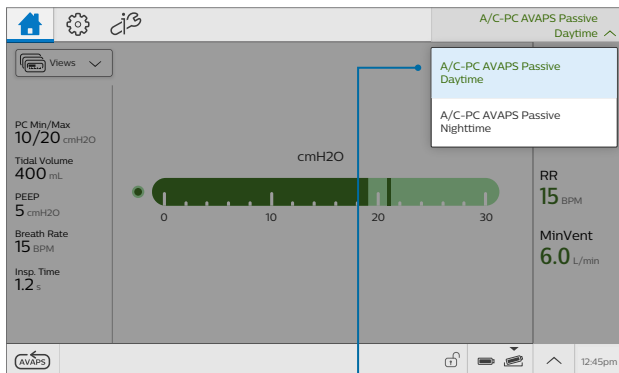 A/C-PC AVAPS Passive
Daytime
Views
A/C-PC AVAPS Passive
Daytime
A/C-PC AVAPS Passive
Nighttime
PC Min/Max
10/20 cmH2O
Tidal Volume
400 mL
PEEP
5 cmH2O
Breath Rate
15 BPM
Insp. Time
1.2 s
cmH2O
0 10 20 30
RR
15 BPM
MinVent
6.0 L/min
AVAPS
12:45pm